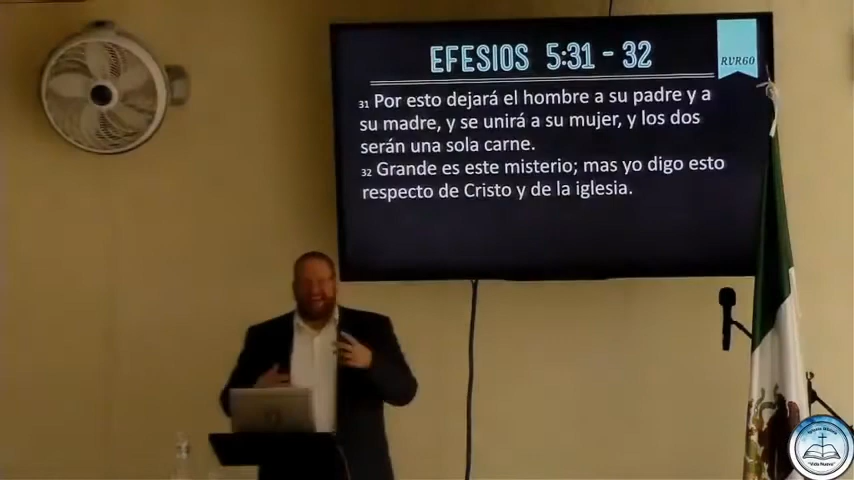 EFESIOS 5:31 - 32
RVR60
31 Por esto dejará el hombre a su padre y a
su madre, y se unirá a su mujer, y los dos
serán una sola carne.
32 Grande es este misterio; mas yo digo esto
respecto de Cristo y de la iglesia.
"Vida Nueva"